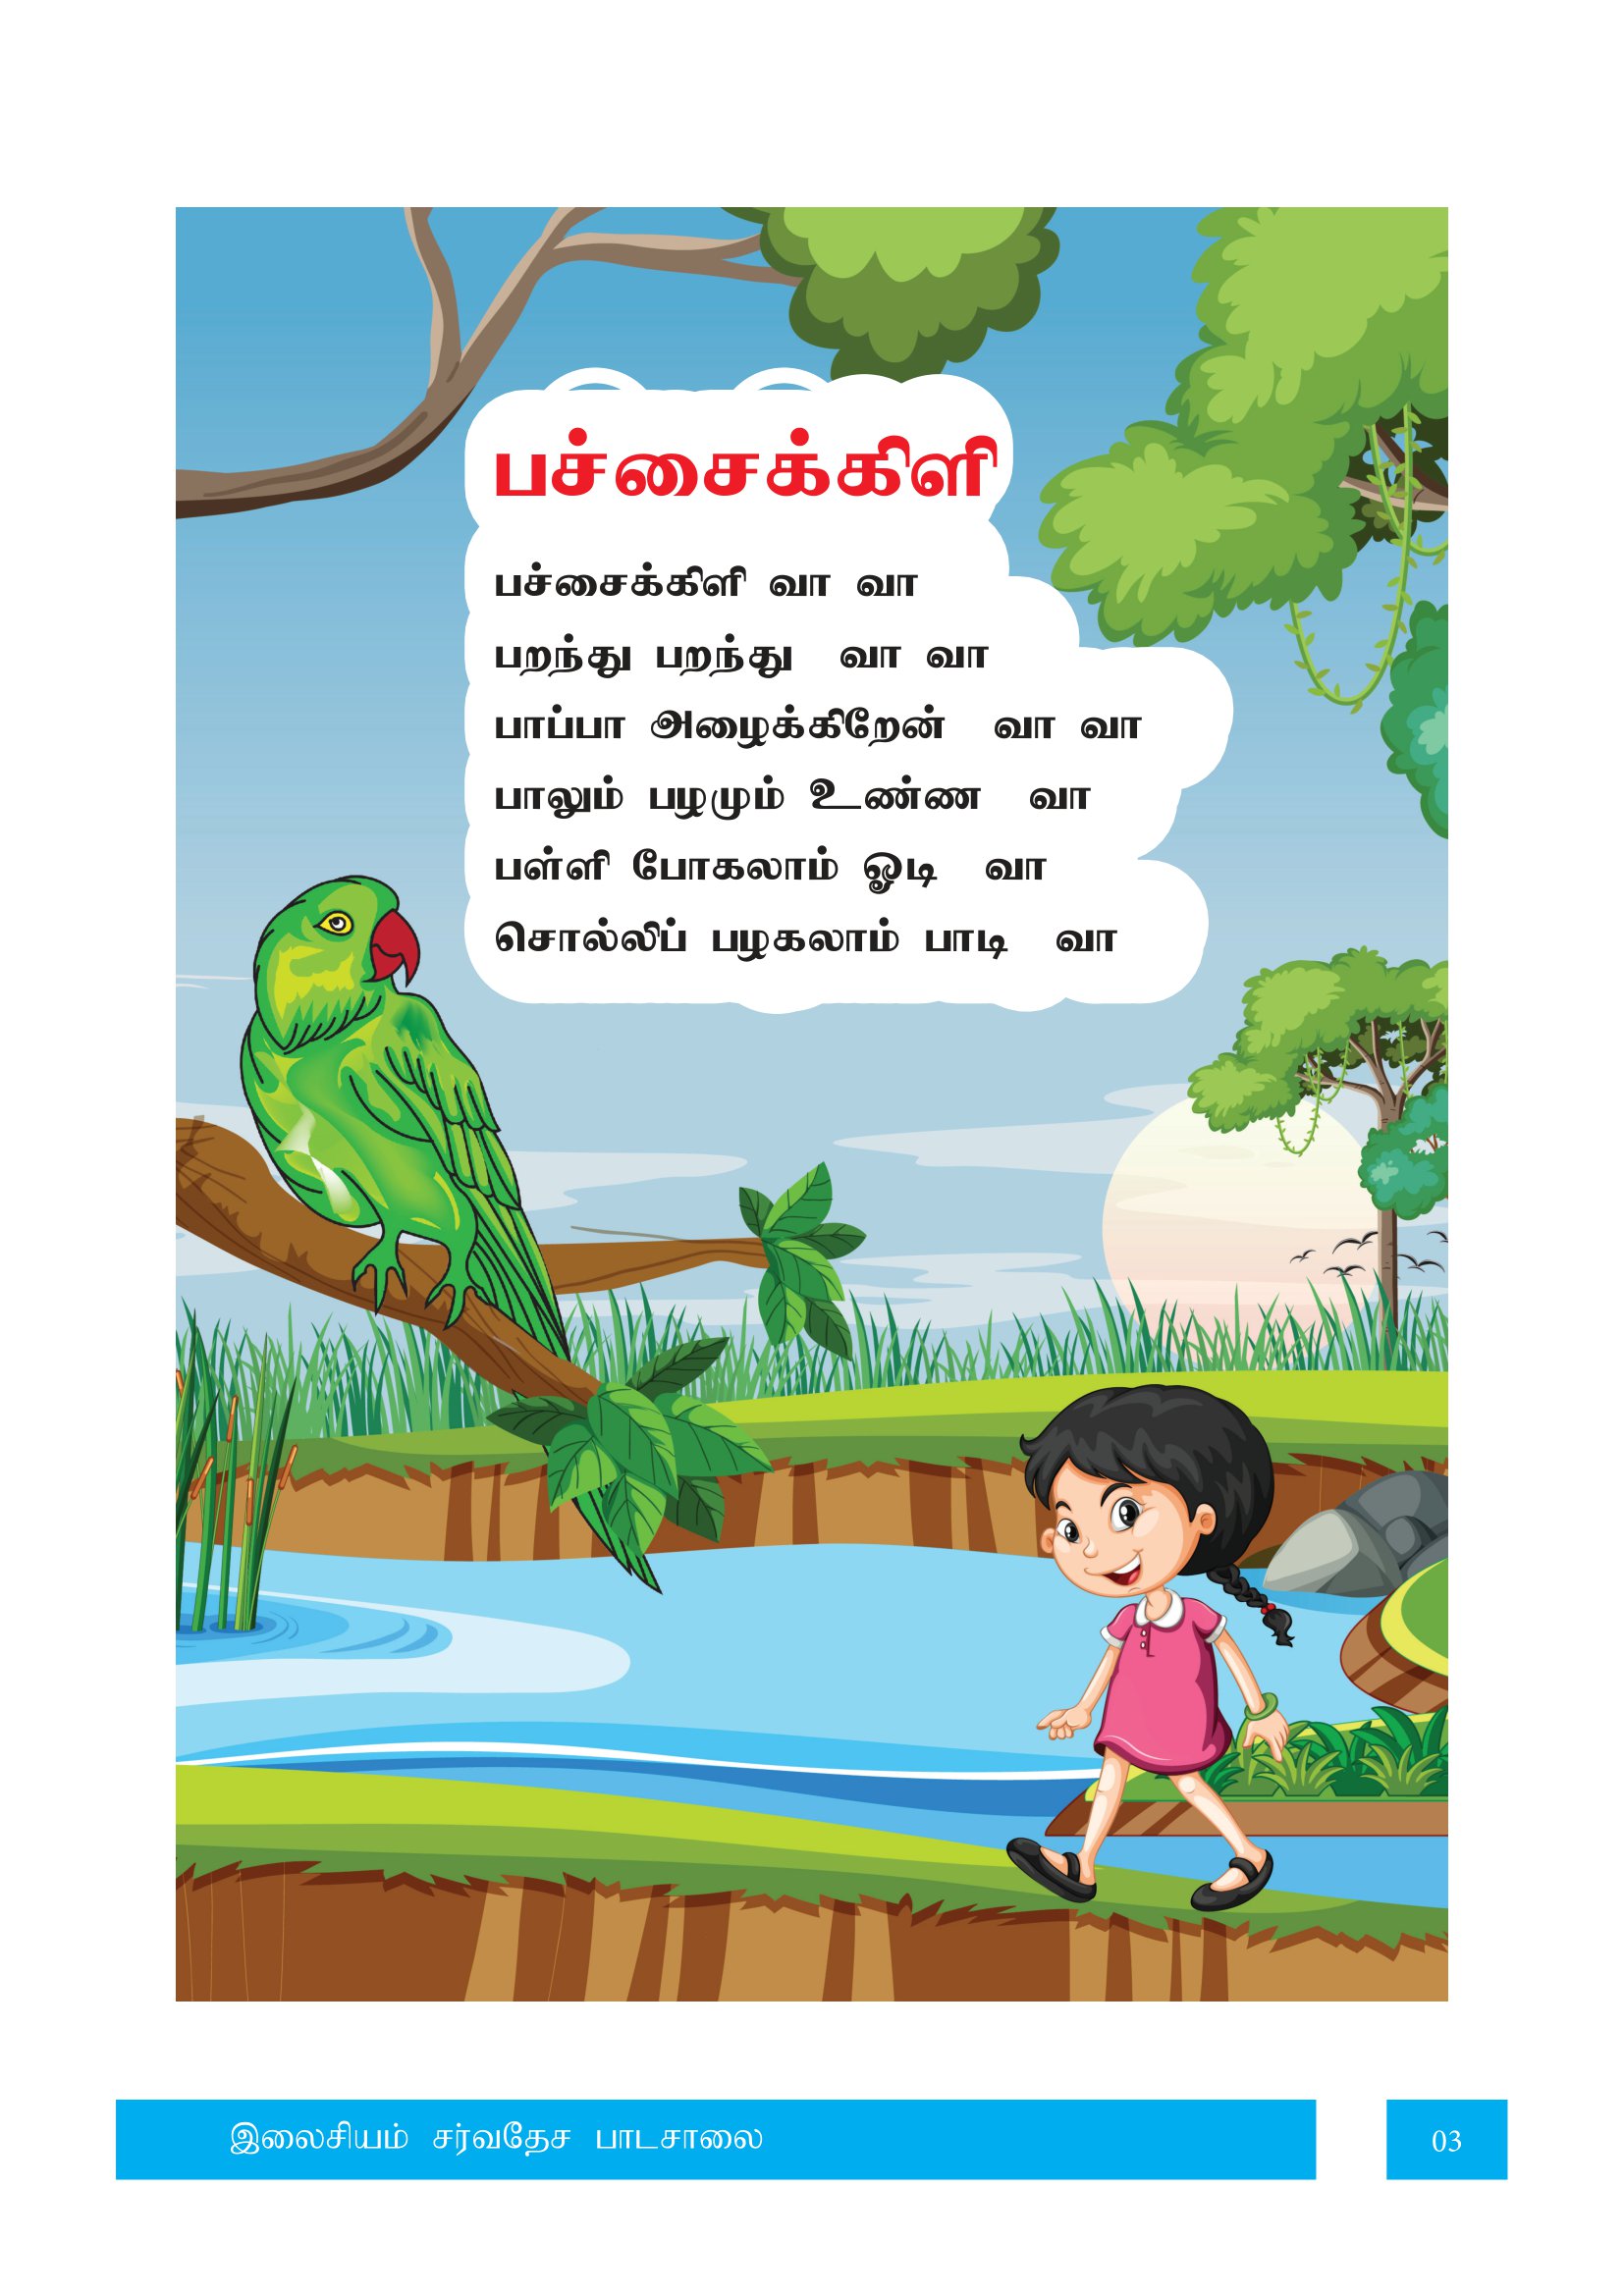 பச்சைக்கிளி
பச்சைக்கிளி வா வா
பறந்து பறந்து வா வா
பாப்பா அழைக்கிறேன் வா வா
பாலும் பழமும் உண்ண வா
பள்ளி போகலாம் ஓடி வா
சொல்லிப் பழகலாம் பாடி வா
இலைசியம் சர்வதேச பாடசாலை
03